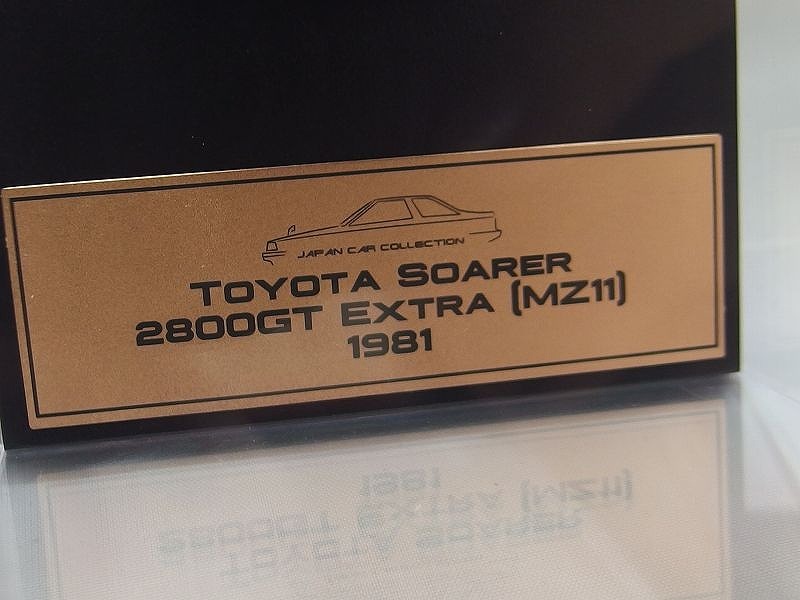 JAPAN CAR COLLECTION
TOYOTA SOARER
2800GT EXTRA (MZ11)
1981